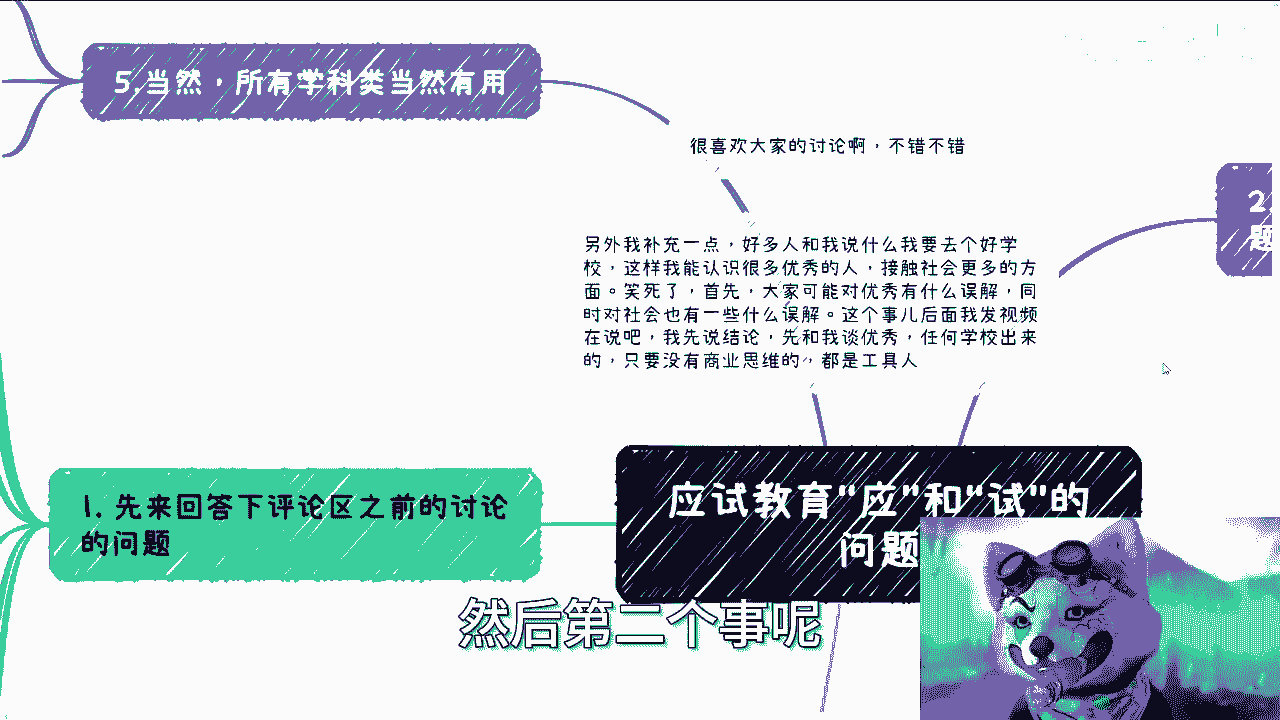 5.当然，所有学科类当然有用
很喜欢大家的讨论啊，不错不错
2
题
另外我补充一点，好多人和我说什么我要去个好学
校，这样我能认识很多优秀的人，接触社会更多的方
面。笑死了，首先，大家可能对优秀有什么误解，同
时对社会也有一些什么误解。这个事儿后面我发视频
在说吧，我先说结论，先和我谈优秀，任何学校出来
的，只要没有商业思维的，都是工具人
1. 先来回答下评论区之前的讨论
的问题
应试教育“应”和“试”的
问题
然后第二个事呢